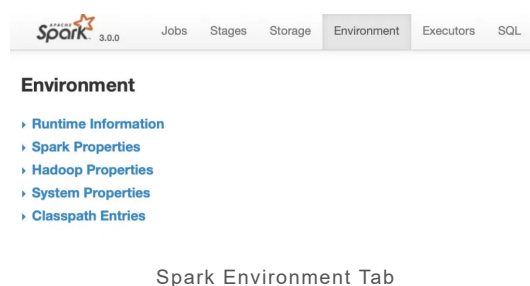 APACHE
Spark 3.0.0 Jobs Stages Storage Environment Executors SQL
Environment
Runtime Information
Spark Properties
Hadoop Properties
System Properties
Classpath Entries
Spark Environment Tab